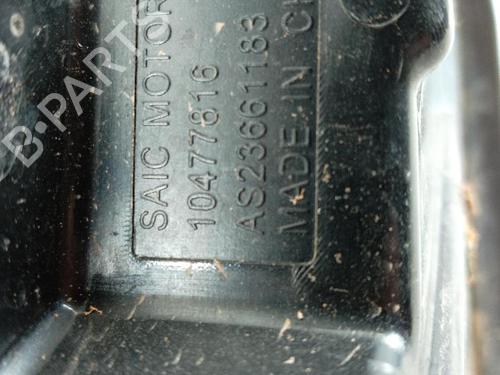 SAIC MOTOR
10477816
AS23661183
MADE IN CH
B-PARTS